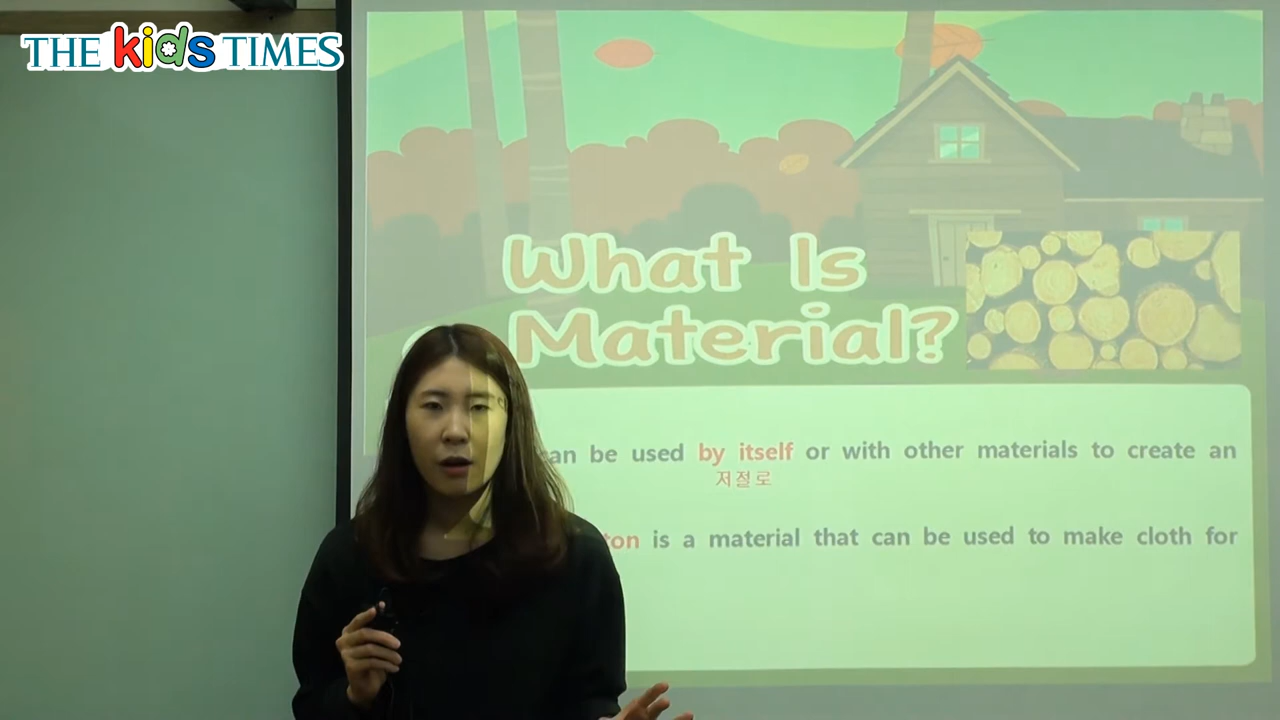 THE kids TIMES
What Is
Material?
can be used by itself or with other materials to create an
저절로
is a material that can be used to make cloth for